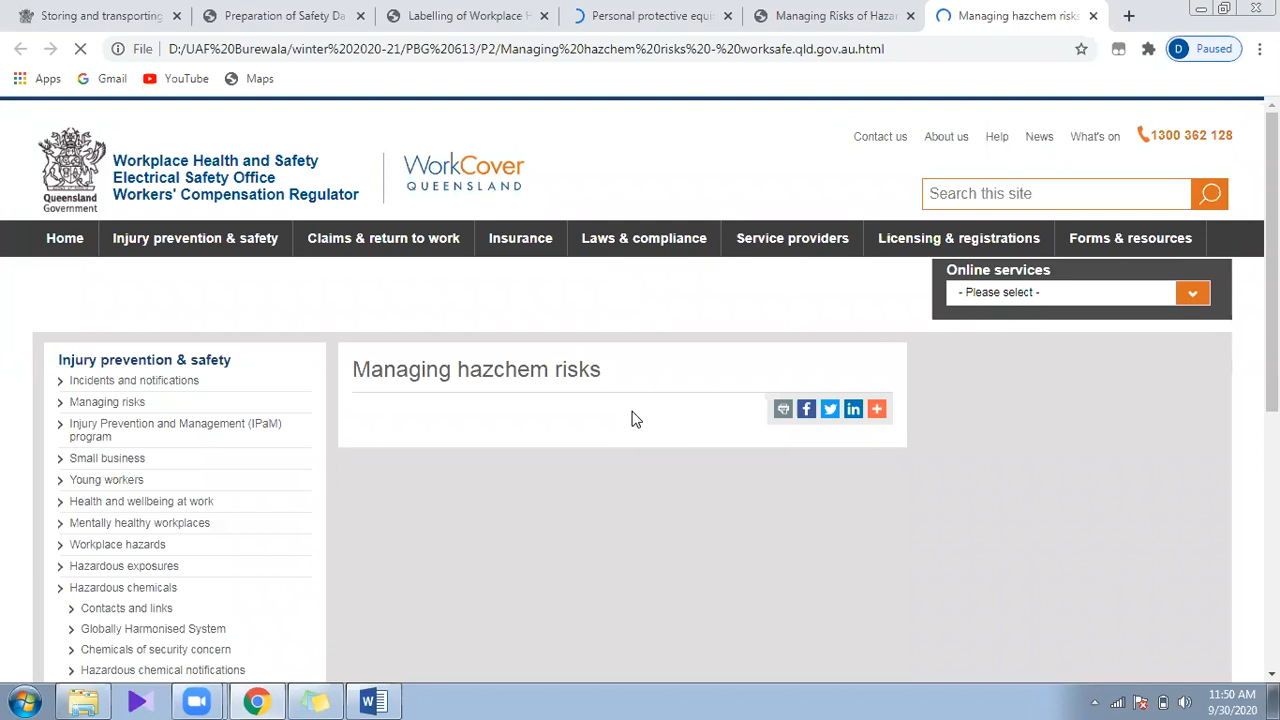 Storing and transporting
Preparation of Safety Da
Labelling of Workplace H
Personal protective equi
Managing Risks of Hazar
Managing hazchem risks
File
D:/UAF%20Burewala/winter%202020-21/PBG%20613/P2/Managing%20hazchem%20risks%20-%20worksafe.qld.gov.au.html
D
Paused
Apps
Gmail
YouTube
Maps
Contact us
About us
Help
News
What's on
1300 362 128
Queensland
Government
Workplace Health and Safety
Electrical Safety Office
Workers' Compensation Regulator
WorkCover
QUEENSLAND
Search this site
Home
Injury prevention & safety
Claims & return to work
Insurance
Laws & compliance
Service providers
Licensing & registrations
Forms & resources
Online services
- Please select -
Injury prevention & safety
Incidents and notifications
Managing risks
Injury Prevention and Management (IPaM)
program
Small business
Young workers
Health and wellbeing at work
Mentally healthy workplaces
Workplace hazards
Hazardous exposures
Hazardous chemicals
Contacts and links
Globally Harmonised System
Chemicals of security concern
Hazardous chemical notifications
Managing hazchem risks
11:50 AM
9/30/2020